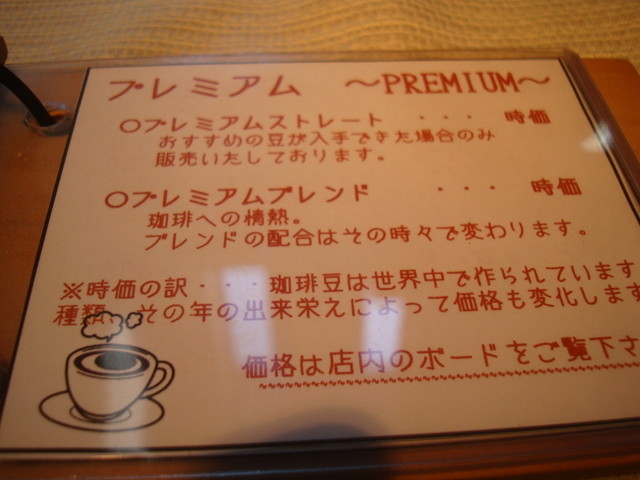 プレミアム ～PREMIUM～
○プレミアムストレート ・・・ 時価
おすすめの豆が入手できた場合のみ
販売いたしております。
○プレミアムブレンド ・・・ 時価
珈琲への情熱。
ブレンドの配合はその時々で変わります。
※時価の訳・・・珈琲豆は世界中で作られています
種類、その年の出来栄えによって価格も変化します
価格は店内のボードをご覧下さ